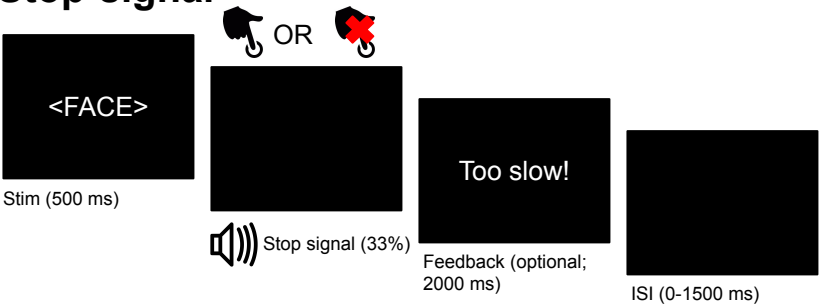 Stop-signal
OR
<FACE>
Too slow!
Stim (500 ms)
Stop signal (33%)
Feedback (optional;
2000 ms)
ISI (0-1500 ms)